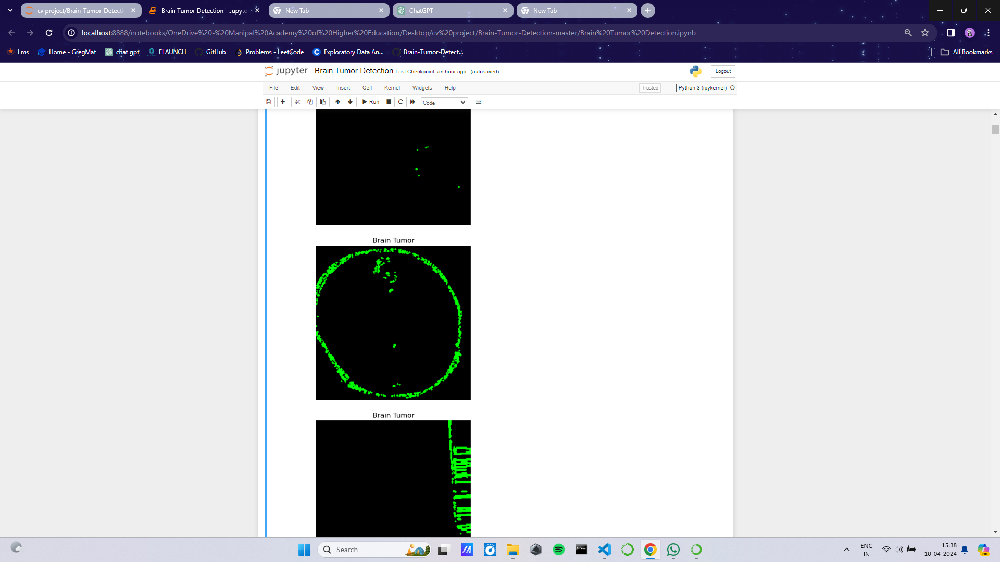 cv project/Brain-Tumor-Detecti
Brain Tumor Detection - Jupyte
New Tab
ChatGPT
New Tab
localhost:8888/notebooks/OneDrive%20-%20Manipal%20Academy%20of%20Higher%20Education/Desktop/cv%20project/Brain-Tumor-Detection-master/Brain%20Tumor%20Detection.ipynb
Lms
Home - GregMat
chat gpt
FLAUNCH
GitHub
Problems - LeetCode
Exploratory Data An...
Brain-Tumor-Detect...
All Bookmarks
jupyter Brain Tumor Detection Last Checkpoint: an hour ago (autosaved)
Logout
File Edit View Insert Cell Kernel Widgets Help
Trusted
Python 3 (ipykernel)
Run
Code
Brain Tumor
Brain Tumor
Search
ENG
IN
15:38
10-04-2024
PRE